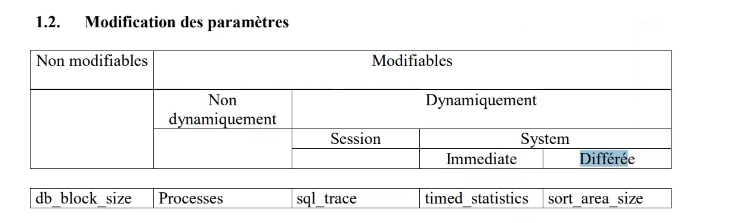 1.2. Modification des paramètres
Non modifiables Modifiables
Non dynamiquement Dynamiquement
Session System
Immediate Différée
db_block_size Processes sql_trace timed_statistics sort_area_size